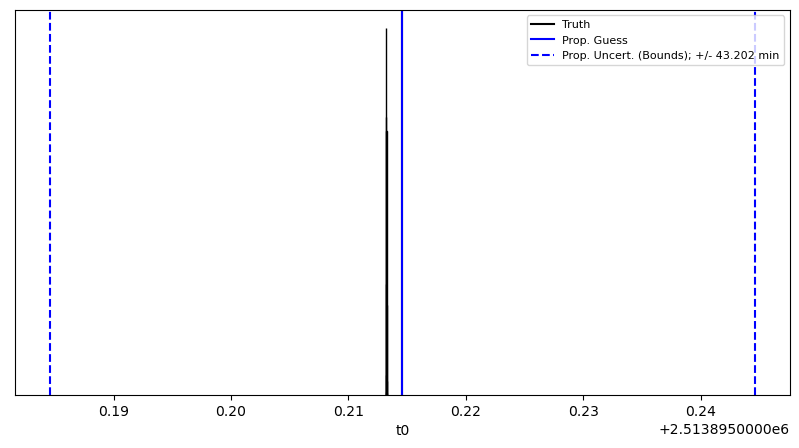 Truth
Prop. Guess
Prop. Uncert. (Bounds); +/- 43.202 min
0.19 0.20 0.21 0.22 0.23 0.24
t0
+2.5138950000e6